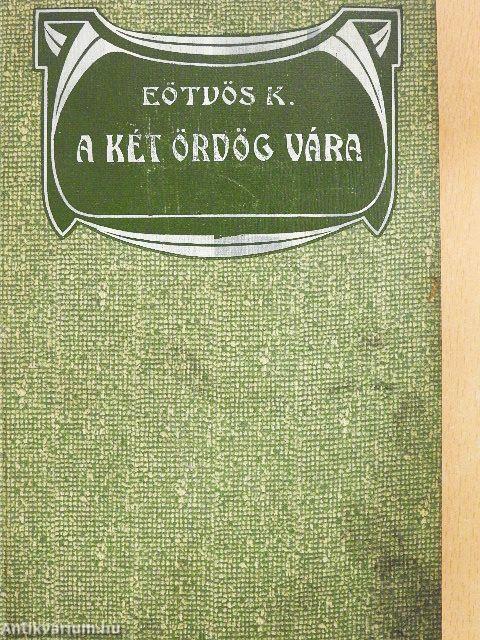 EÖTVÖS K.
A KÉT ÖRDÖG VÁRA
Antikvarium.hu